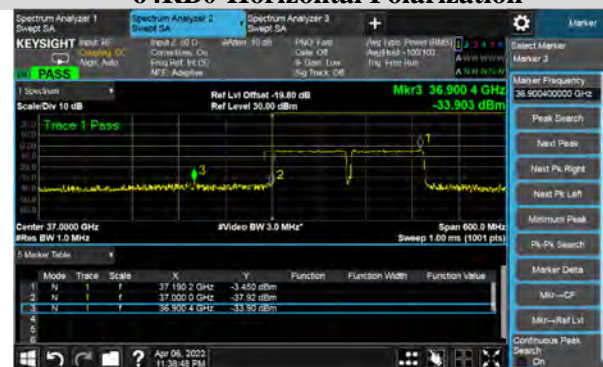 Spectrum Analyzer 1
Swept SA
Spectrum Analyzer 2
Swept SA
Spectrum Analyzer 3
Swept SA
+
Marker
KEYSIGHT Input: RF
Coupling: DC
Align: Auto
Input Z: 50 Ω
Corrections: On
Freq Ref: Int (S)
NFE: Adaptive
#Atten: 10 dB
PNO: Fast
Gate: Off
IF Gain: Low
Sig Track: Off
Avg Type: Power (RMS)
Avg|Hold: >100/100
Trig: Free Run
PASS
Select Marker
Marker 3
Marker Frequency
36.900400000 GHz
1 Spectrum
Scale/Div 10 dB
Ref Lvl Offset -19.80 dB
Ref Level 30.00 dBm
Mkr3 36.900 4 GHz
-33.903 dBm
Trace 1 Pass
1
2
3
Center 37.0000 GHz
#Res BW 1.0 MHz
#Video BW 3.0 MHz*
Span 600.0 MHz
Sweep 1.00 ms (1001 pts)
5 Marker Table
Mode Trace Scale X Y Function Function Width Function Value
1 N 1 f 37.190 2 GHz -3.450 dBm
2 N 1 f 37.000 0 GHz -37.92 dBm
3 N 1 f 36.900 4 GHz -33.90 dBm
4
5
6
Peak Search
Next Peak
Next Pk Right
Next Pk Left
Minimum Peak
Pk-Pk Search
Marker Delta
Mkr→CF
Mkr→Ref Lvl
Continuous Peak
Search
On
?
Apr 06, 2022
11:38:48 PM